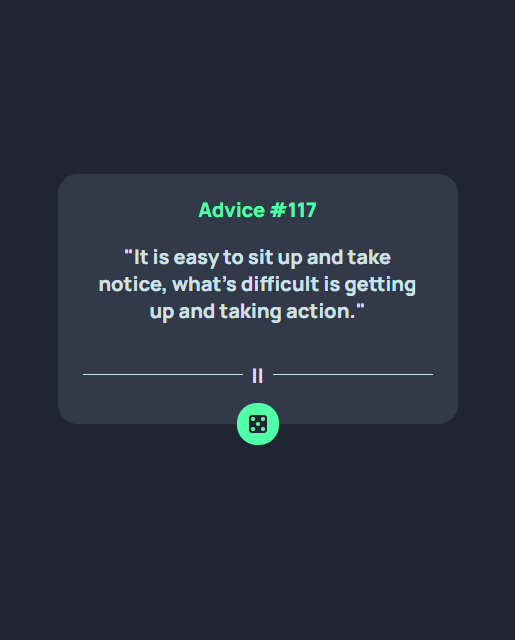 Advice #117
"It is easy to sit up and take
notice, what's difficult is getting
up and taking action."